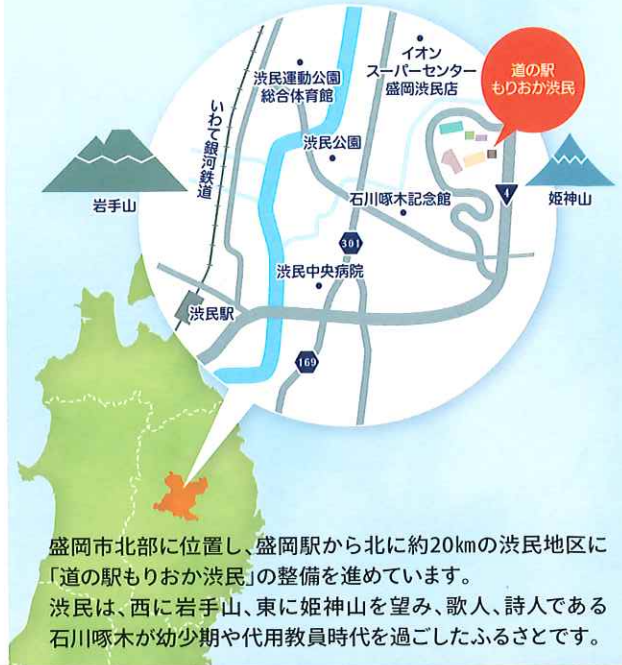 イオン
スーパーセンター
盛岡渋民店
道の駅
もりおか渋民
渋民運動公園
総合体育館
いわて銀河鉄道
渋民公園
岩手山
石川啄木記念館
4
姫神山
301
渋民中央病院
渋民駅
169
盛岡市北部に位置し、盛岡駅から北に約20kmの渋民地区に
「道の駅もりおか渋民」の整備を進めています。
渋民は、西に岩手山、東に姫神山を望み、歌人、詩人である
石川啄木が幼少期や代用教員時代を過ごしたふるさとです。